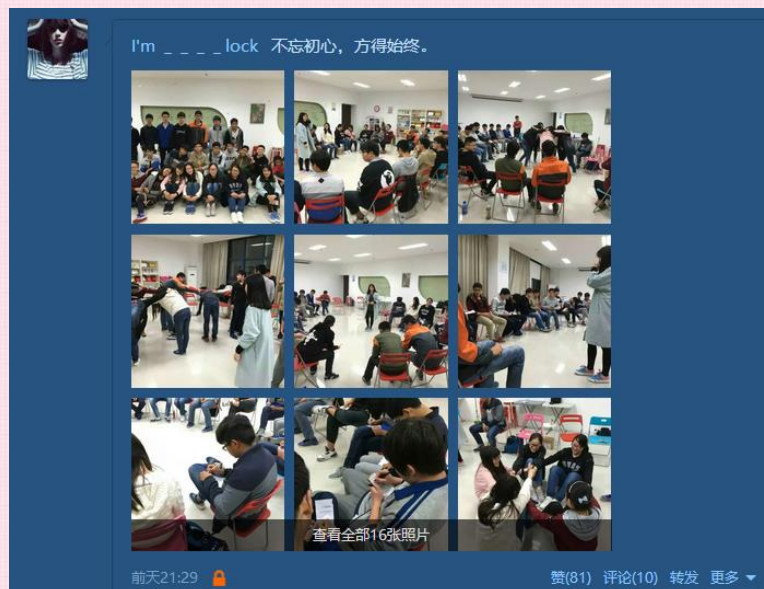 I'm _ _ _ _ lock 不忘初心，方得始终。
查看全部16张照片
前天21:29 赞(81) 评论(10) 转发 更多